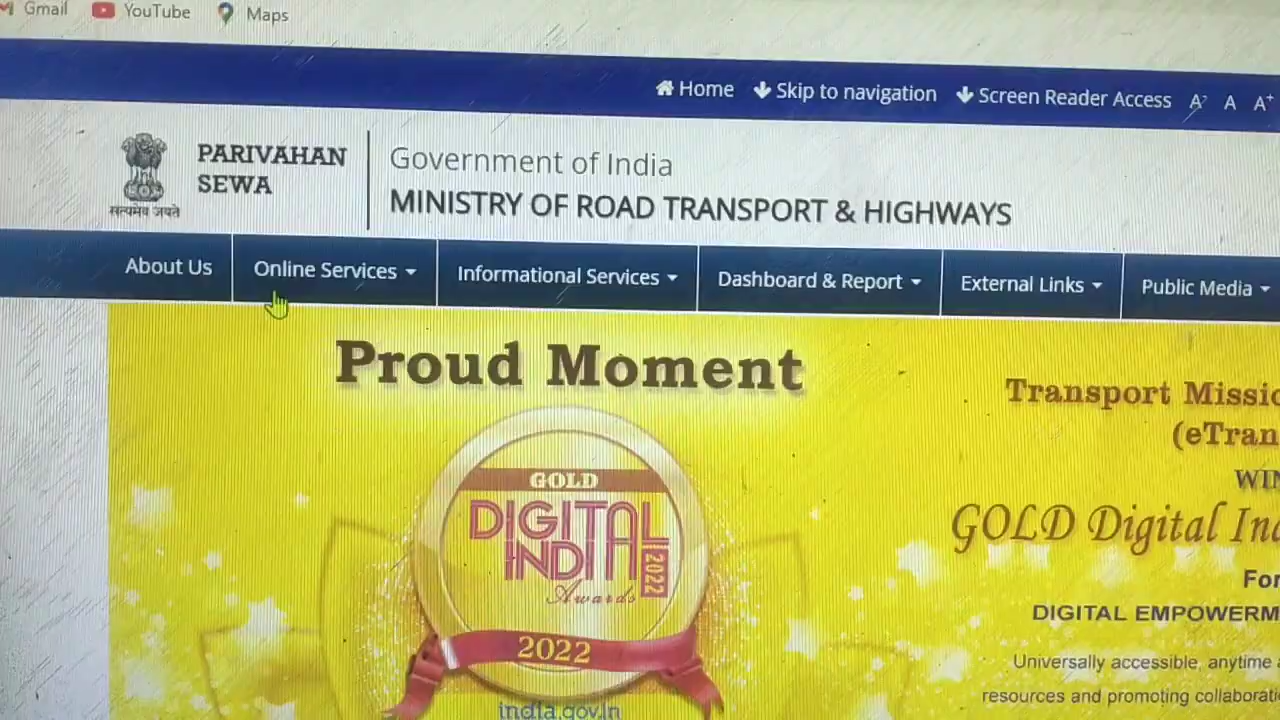 Gmail YouTube Maps
Home Skip to navigation Screen Reader Access A- A A+
PARIVAHAN
SEWA
सत्यमेव जयते
Government of India
MINISTRY OF ROAD TRANSPORT & HIGHWAYS
About Us Online Services Informational Services Dashboard & Report External Links Public Media
Proud Moment
GOLD
DIGITAL
INDIA
2022
Awards
2022
india.gov.in
Transport Missio
(eTran
WIN
GOLD Digital Ind
For
DIGITAL EMPOWERM
Universally accessible, anytime a
resources and promoting collaborati